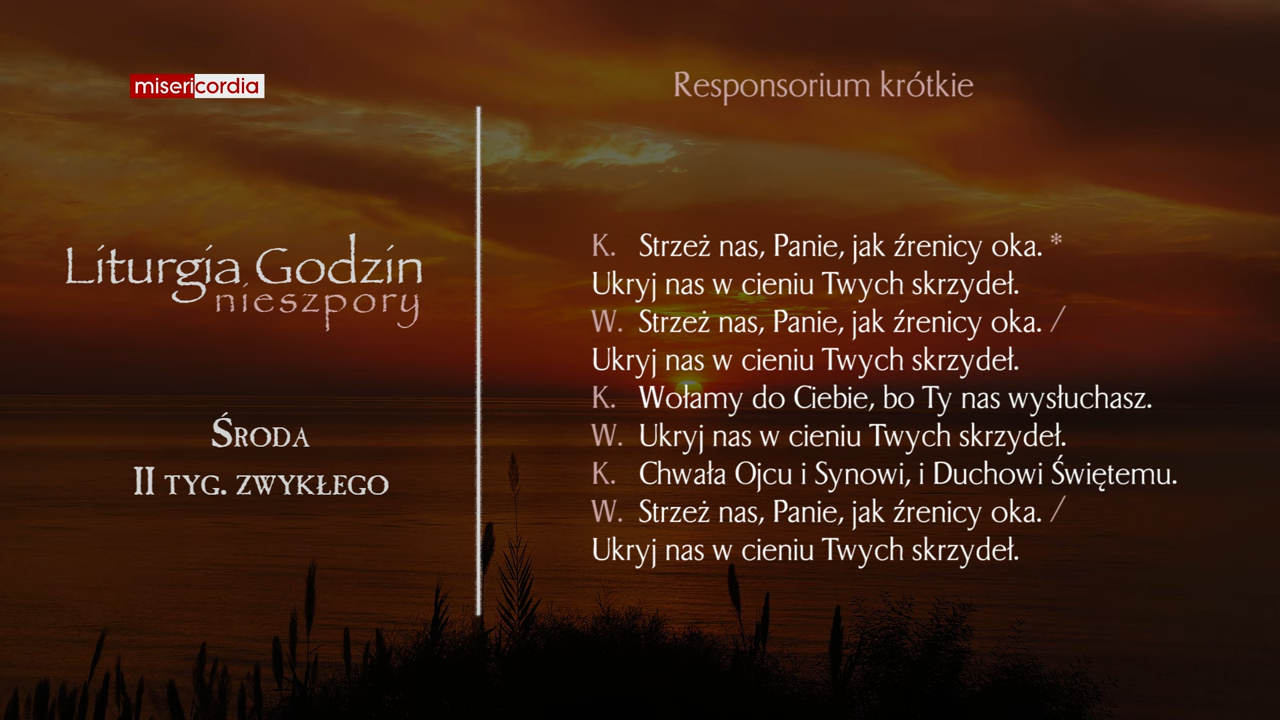 misericordia
Liturgia Godzin
nieszpory
Środa
II tyg. zwykłego
Responsorium krótkie
K. Strzeż nas, Panie, jak źrenicy oka. *
Ukryj nas w cieniu Twych skrzydeł.
W. Strzeż nas, Panie, jak źrenicy oka. /
Ukryj nas w cieniu Twych skrzydeł.
K. Wołamy do Ciebie, bo Ty nas wysłuchasz.
W. Ukryj nas w cieniu Twych skrzydeł.
K. Chwała Ojcu i Synowi, i Duchowi Świętemu.
W. Strzeż nas, Panie, jak źrenicy oka. /
Ukryj nas w cieniu Twych skrzydeł.